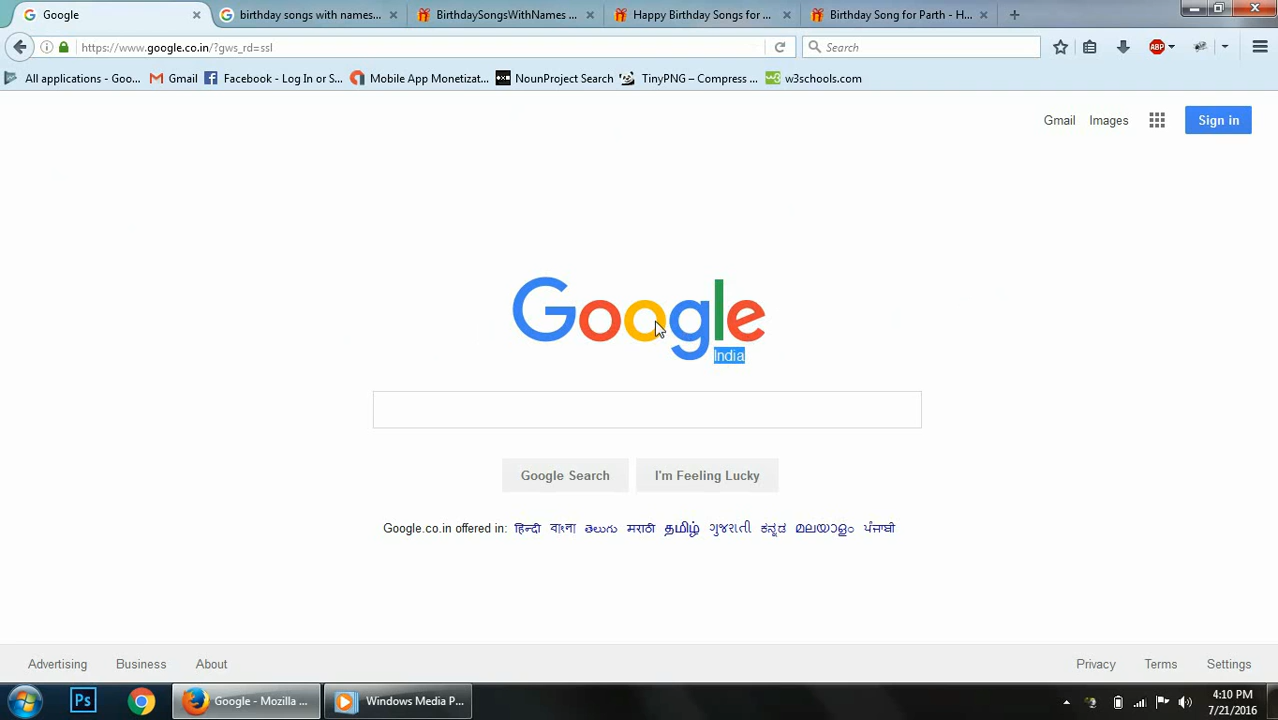 Google
birthday songs with names...
BirthdaySongsWithNames ...
Happy Birthday Songs for ...
Birthday Song for Parth - H...
https://www.google.co.in/?gws_rd=ssl
Search
ABP
All applications - Goo...
Gmail
Facebook - Log In or S...
Mobile App Monetizat...
NounProject Search
TinyPNG – Compress ...
w3schools.com
Gmail
Images
Sign in
Google
India
Google Search
I'm Feeling Lucky
Google.co.in offered in: हिन्दी বাংলা తెలుగు मराठी தமிழ் ગુજરાતી ಕನ್ನಡ മലയാളം ਪੰਜਾਬੀ
Advertising
Business
About
Privacy
Terms
Settings
Ps
Google - Mozilla ...
Windows Media P...
4:10 PM
7/21/2016